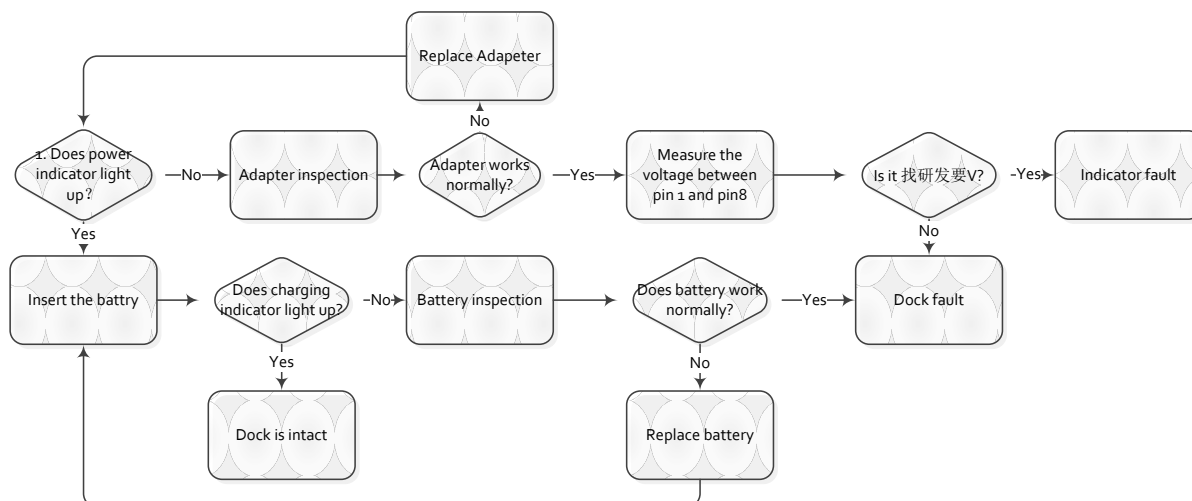 Replace Adapeter
No
1. Does power
indicator light
up？
No
Adapter inspection
Adapter works
normally?
Yes
Measure the
voltage between
pin 1 and pin8
Is it 找研发要V?
Yes
Indicator fault
Yes
No
Insert the battry
Does charging
indicator light up?
No
Battery inspection
Does battery work
normally?
Yes
Dock fault
Yes
No
Dock is intact
Replace battery